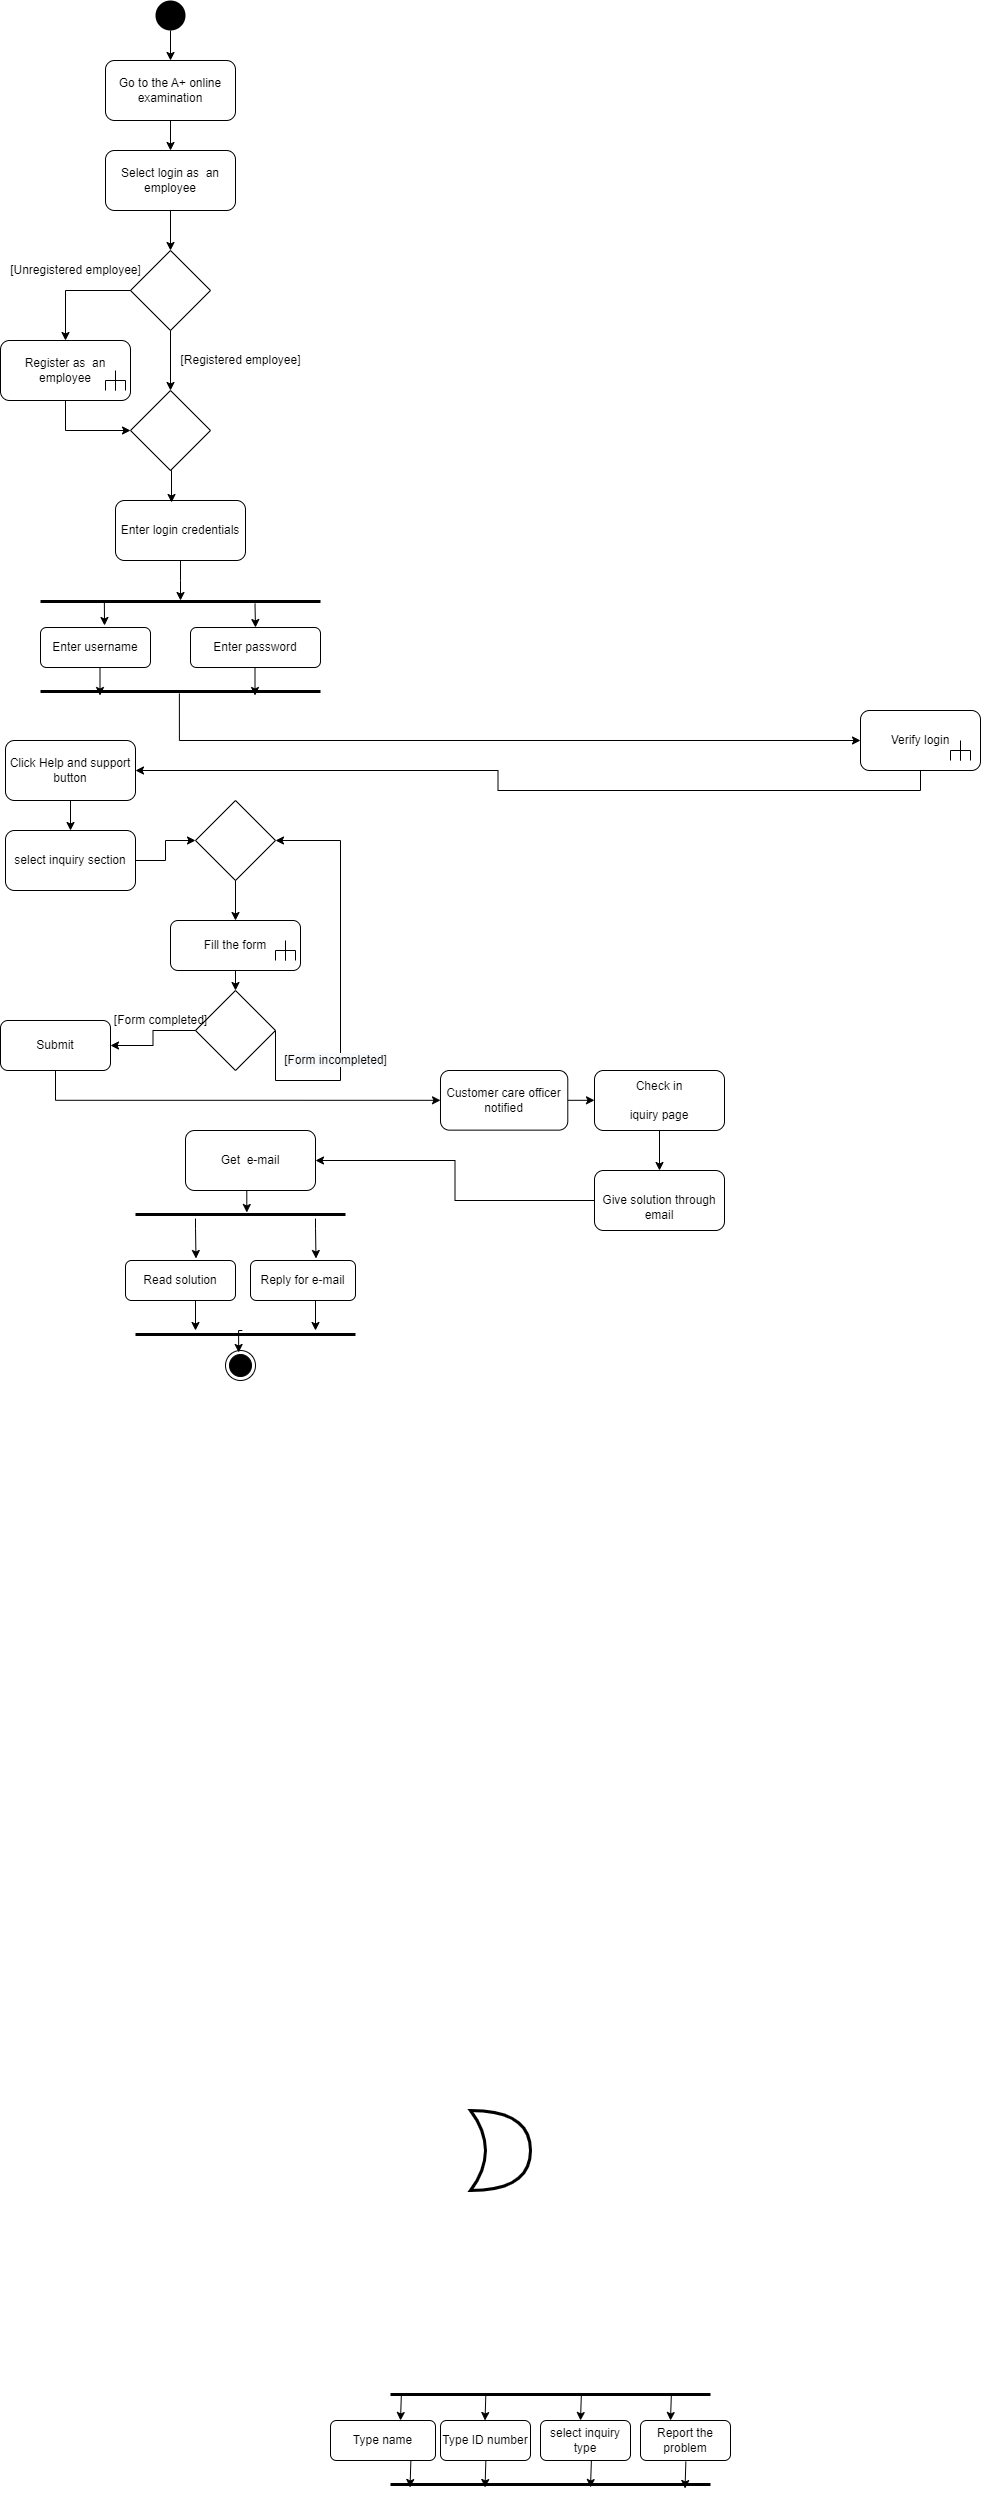 Go to the A+ online
examination
Select login as  an
employee
[Unregistered employee]
Register as  an
employee
[Registered employee]
Enter login credentials
Enter username
Enter password
Verify login
Click Help and support
button
select inquiry section
Fill the form
[Form completed]
Submit
[Form incompleted]
Customer care officer
notified
Check in
iquiry page
Get  e-mail
Give solution through
email
Read solution
Reply for e-mail
Type name
Type ID number
select inquiry
type
Report the
problem